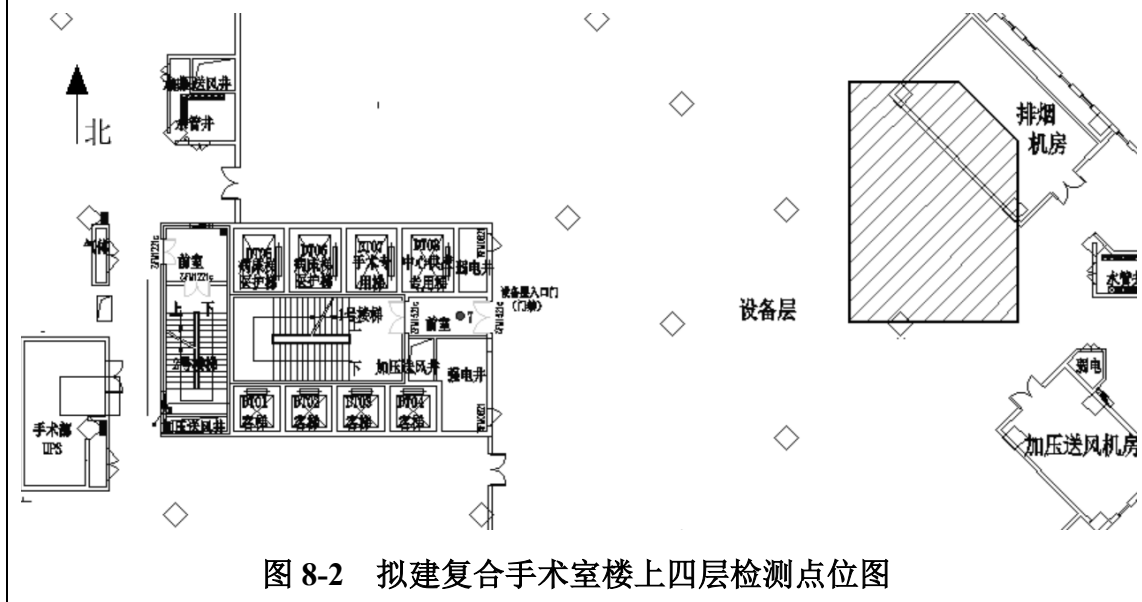 加压送风井
水管井
北
排烟
机房
气体
前室
DT05
病床梯
医护梯
DT06
病床梯
医护梯
DT07
手术专
用梯
DT08
中心供应
专用梯
弱电井
水管井
上 下
1号楼梯
前室
7
设备层入口门
(门禁)
设备层
上
下
2号楼梯
加压送风井
强电井
弱电
DT01
客梯
DT02
客梯
DT03
客梯
DT04
客梯
手术部
UPS
加压送风井
加压送风机房
图 8-2 拟建复合手术室楼上四层检测点位图